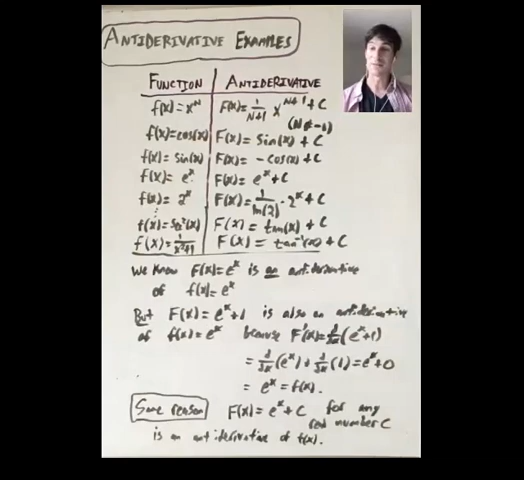 ANTIDERIVATIVE EXAMPLES
FUNCTION | ANTIDERIVATIVE
f(x) = x^N | F(x) = 1/(N+1) x^(N+1) + C
(N ≠ -1)
f(x) = cos(x) | F(x) = sin(x) + C
f(x) = sin(x) | F(x) = - cos(x) + C
f(x) = e^x | F(x) = e^x + C
f(x) = 2^x | F(x) = 1/ln(2) · 2^x + C
f(x) = sec²(x) | F(x) = tan(x) + C
f(x) = 1/(x²+1) | F(x) = tan⁻¹(x) + C
We know F(x) = e^x is an antiderivative
of f(x) = e^x
But F(x) = e^x + 1 is also an antiderivative
of f(x) = e^x because F'(x) = d/dx (e^x + 1)
= d/dx (e^x) + d/dx (1) = e^x + 0
= e^x = f(x).
Same reason F(x) = e^x + C for any
real number C
is an antiderivative of f(x).